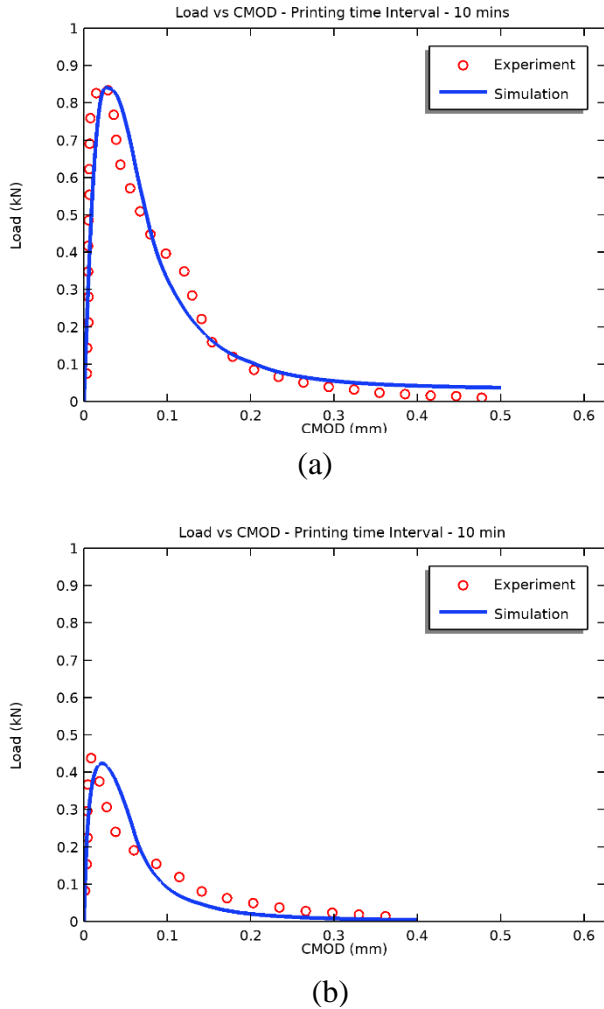 Load vs CMOD - Printing time Interval - 10 mins
1
0.9
0.8
0.7
0.6
0.5
0.4
0.3
0.2
0.1
0
Load (kN)
Experiment
Simulation
0 0.1 0.2 0.3 0.4 0.5 0.6
CMOD (mm)
(a)
Load vs CMOD - Printing time Interval - 10 min
1
0.9
0.8
0.7
0.6
0.5
0.4
0.3
0.2
0.1
0
Load (kN)
Experiment
Simulation
0 0.1 0.2 0.3 0.4 0.5 0.6
CMOD (mm)
(b)